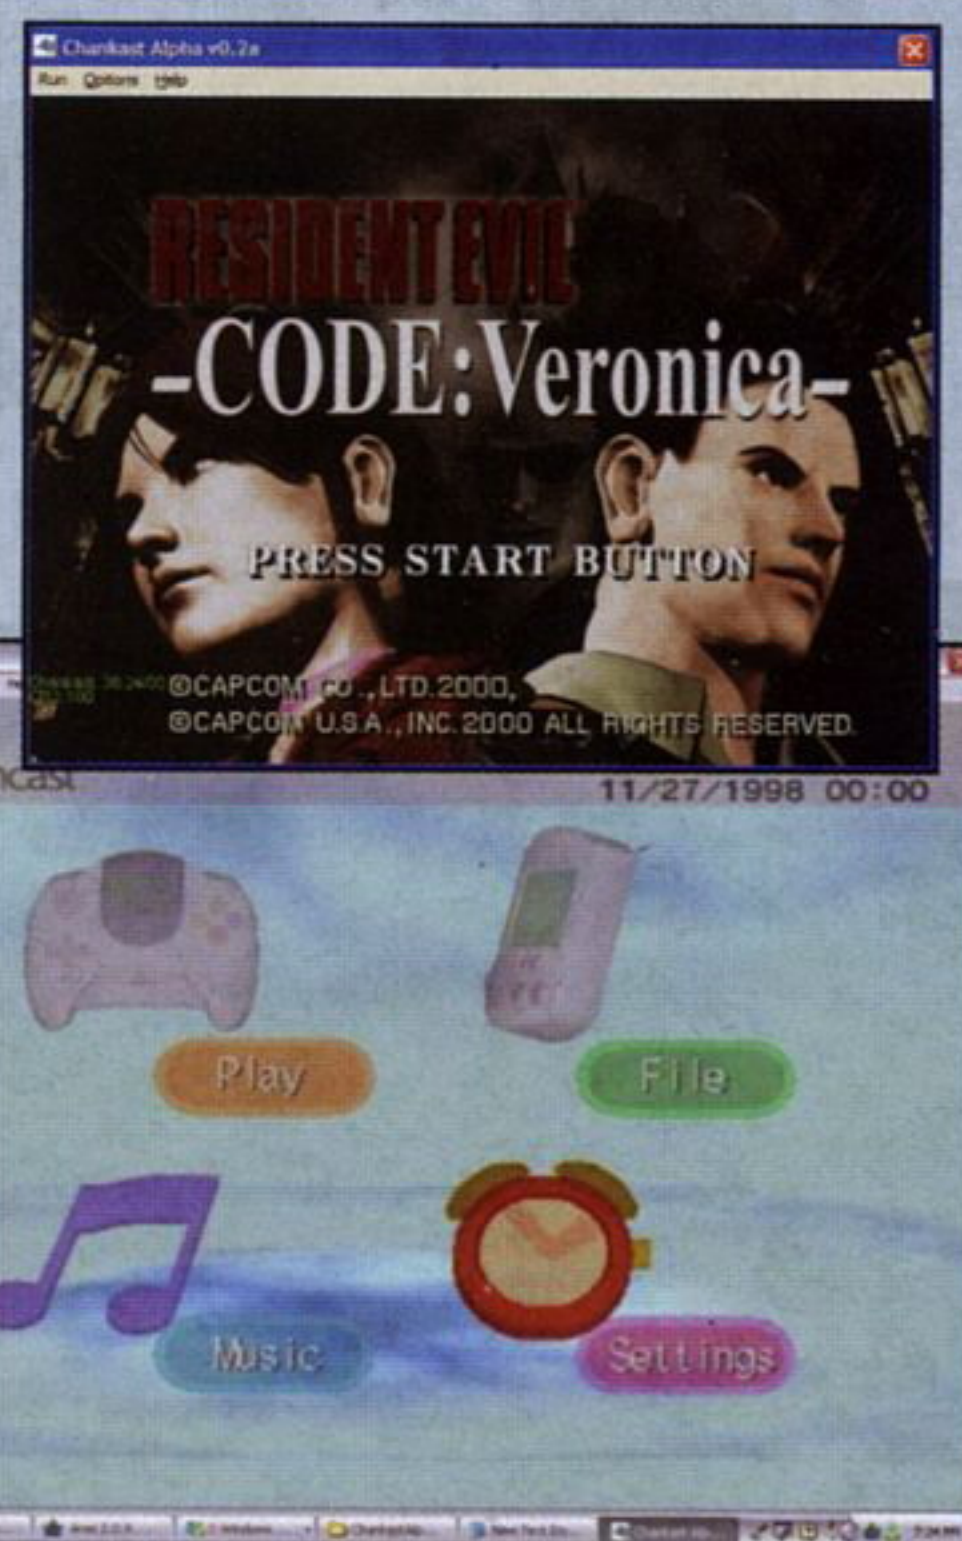 Chankast Alpha v0.2a
Run Options Help
RESIDENT EVIL
-CODE:Veronica-
PRESS START BUTTON
©CAPCOM CO.,LTD.2000,
©CAPCOM U.S.A.,INC.2000 ALL RIGHTS RESERVED.
ncast
11/27/1998 00:00
Play
File
Music
Settings